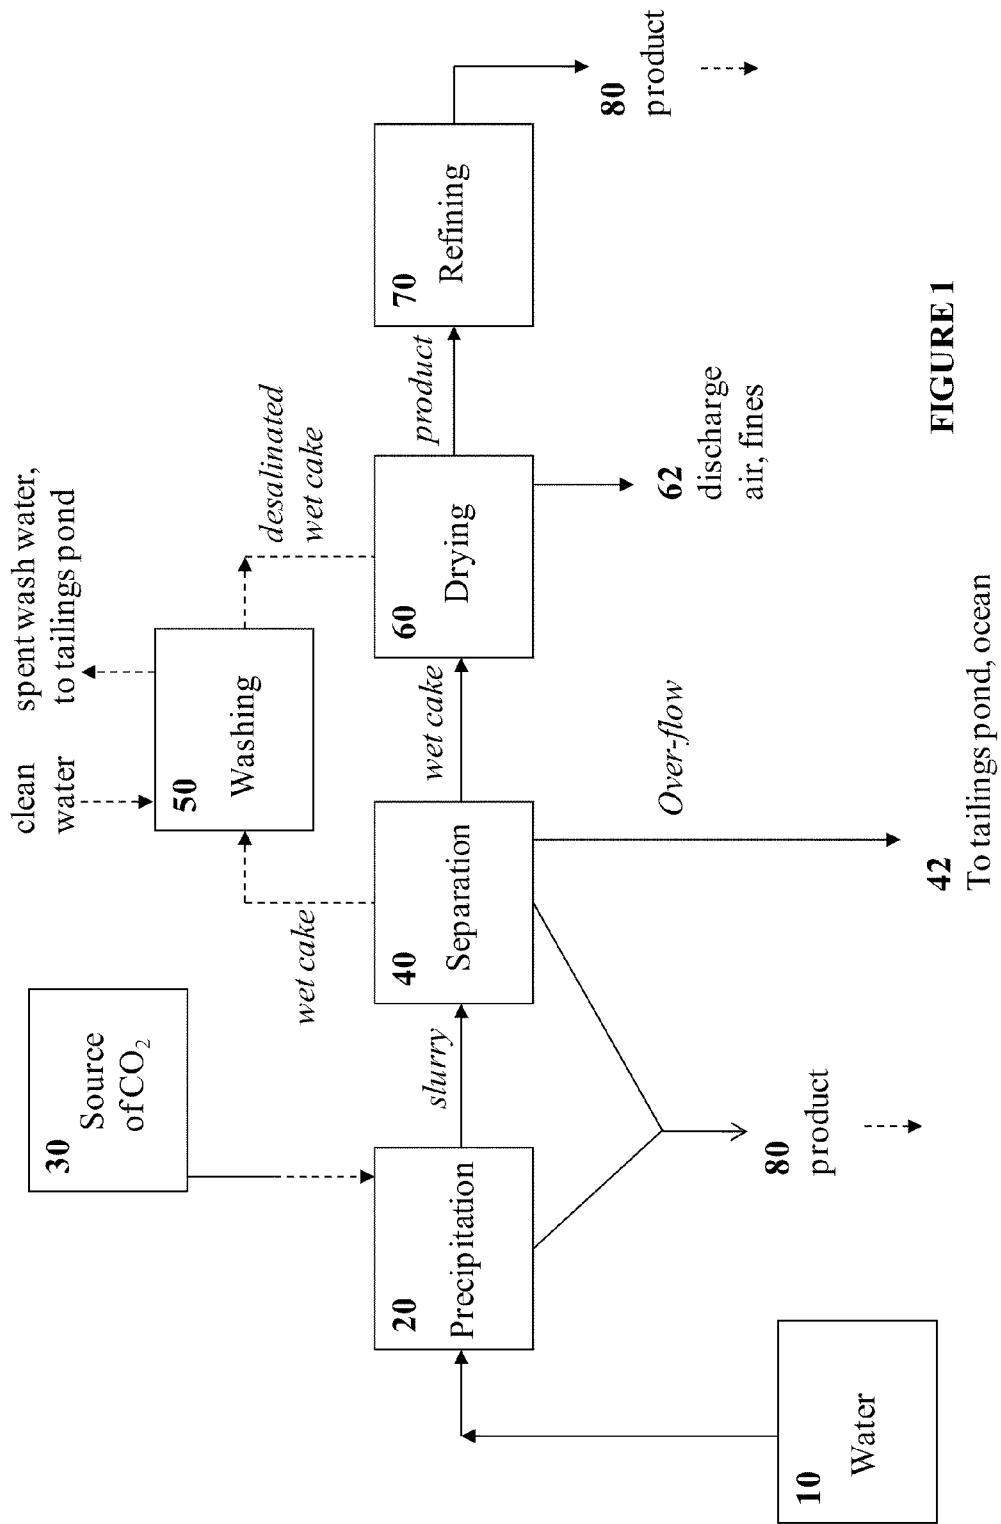 clean
water
spent wash water,
to tailings pond
30
Source
of CO₂
50
Washing
wet cake
desalinated
wet cake
20
Precipitation
slurry
40
Separation
wet cake
60
Drying
product
70
Refining
80
product
62
discharge
air, fines
Over-flow
80
product
10
Water
42
To tailings pond, ocean
FIGURE 1